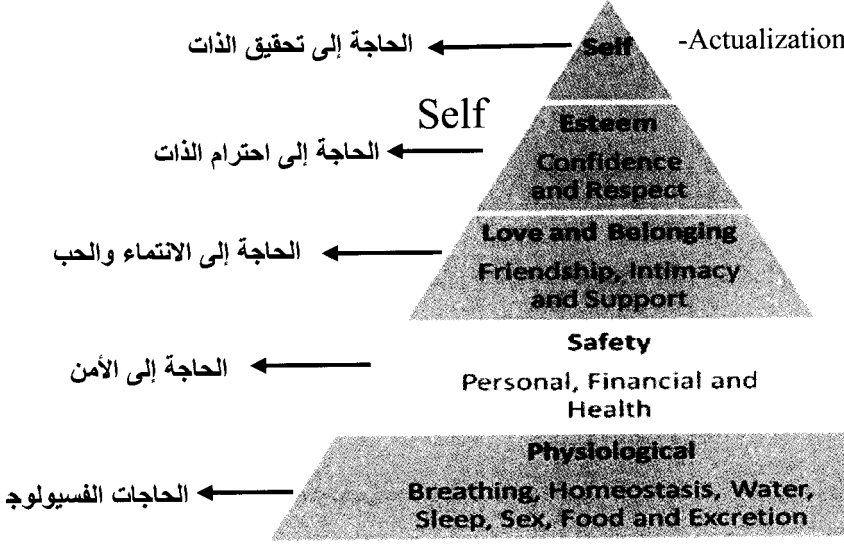 الحاجة إلى تحقيق الذات
Self
-Actualization
Self
Esteem
الحاجة إلى احترام الذات
Confidence
and Respect
Love and Belonging
الحاجة إلى الانتماء والحب
Friendship, Intimacy
and Support
Safety
الحاجة إلى الأمن
Personal, Financial and
Health
Physiological
الحاجات الفسيولوج
Breathing, Homeostasis, Water,
Sleep, Sex, Food and Excretion